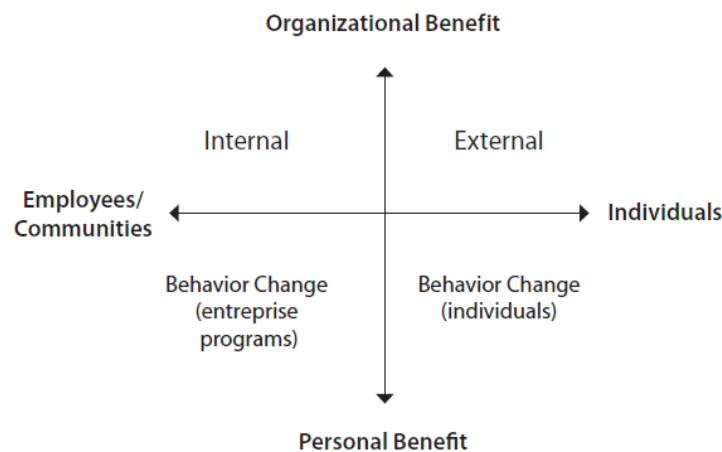 Organizational Benefit
Internal
External
Employees/
Communities
Individuals
Behavior Change
(entreprise
programs)
Behavior Change
(individuals)
Personal Benefit